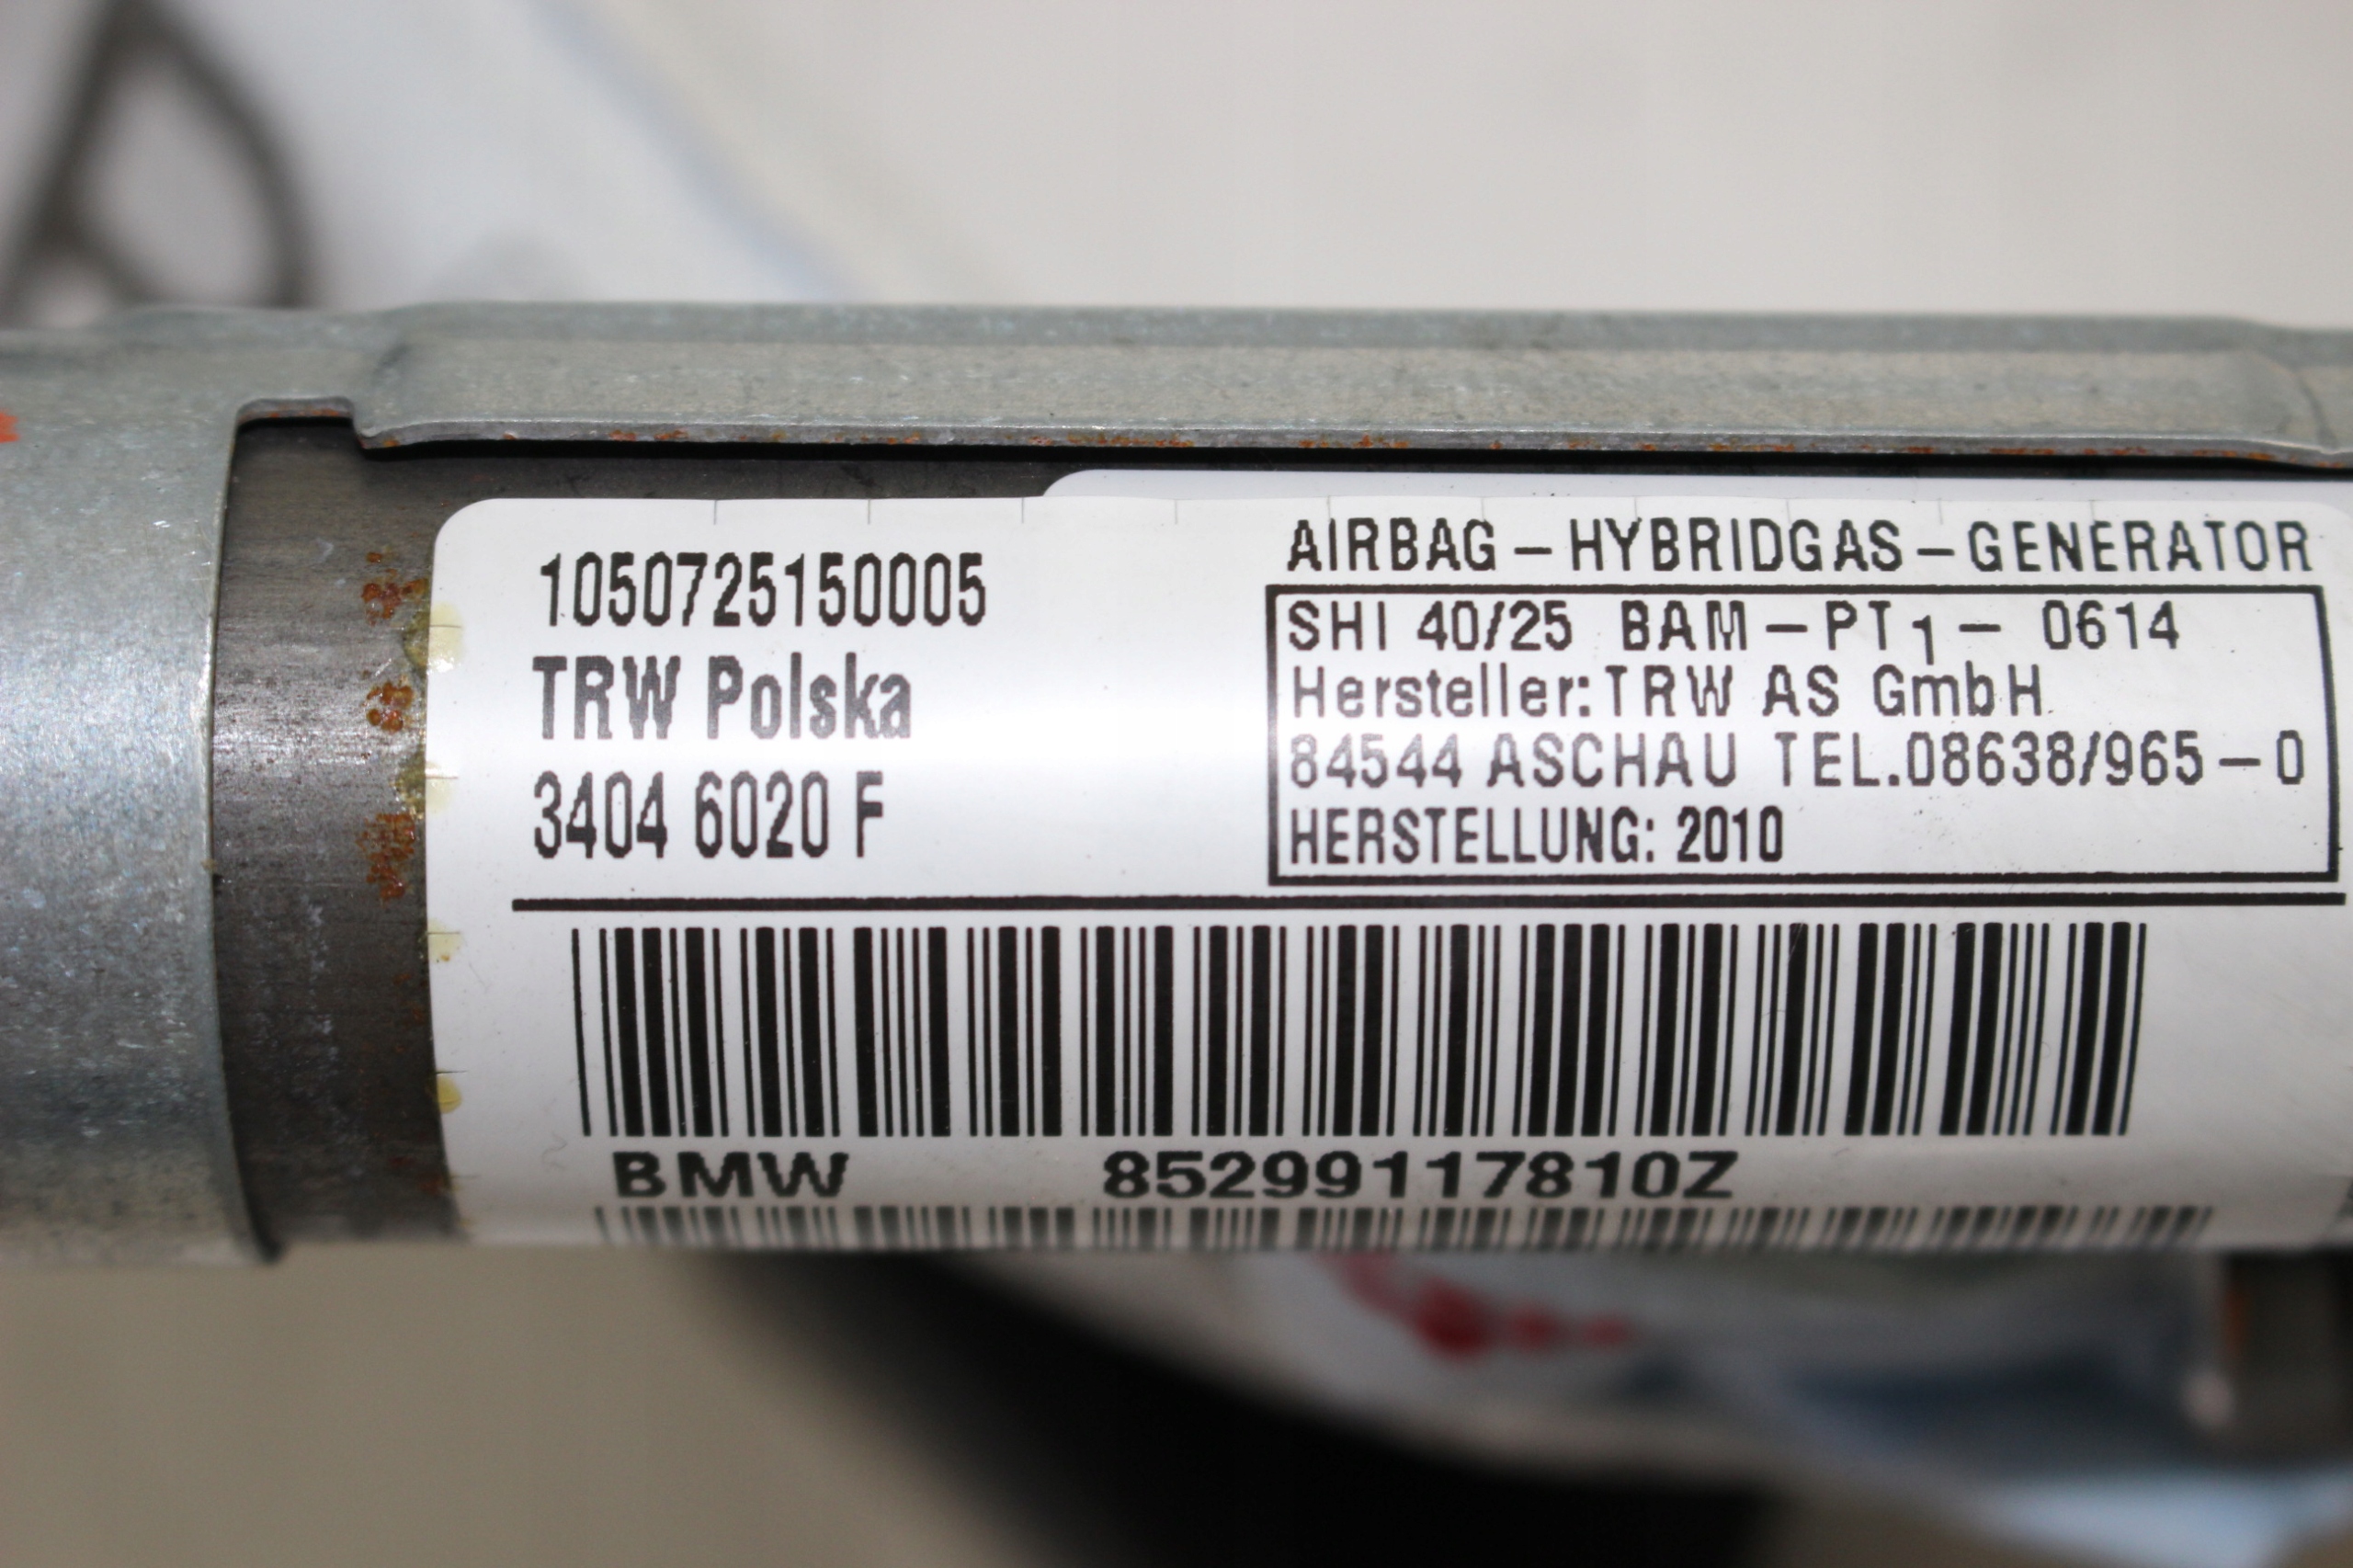 1050725150005
TRW Polska
3404 6020 F
AIRBAG – HYBRIDGAS – GENERATOR
SHI 40/25 BAM – PT1 – 0614
Hersteller: TRW AS GmbH
84544 ASCHAU TEL.08638/965 – 0
HERSTELLUNG: 2010
BMW 85299117810Z